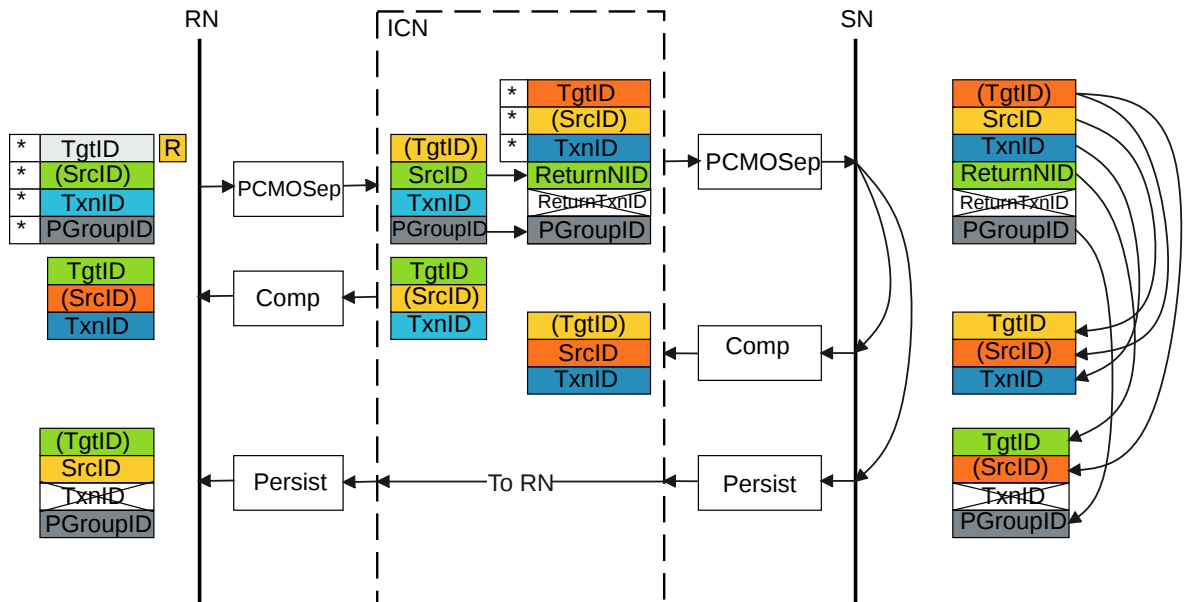 RN
ICN
SN
* TgtID R
* (SrcID)
* TxnID
* PGroupID
PCMOSep
(TgtID)
SrcID
TxnID
PGroupID
* TgtID
* (SrcID)
* TxnID
ReturnNID
ReturnTxnID
PGroupID
PCMOSep
(TgtID)
SrcID
TxnID
ReturnNID
ReturnTxnID
PGroupID
TgtID
(SrcID)
TxnID
Comp
TgtID
(SrcID)
TxnID
(TgtID)
SrcID
TxnID
Comp
TgtID
(SrcID)
TxnID
(TgtID)
SrcID
TxnID
PGroupID
Persist
To RN
Persist
TgtID
(SrcID)
TxnID
PGroupID